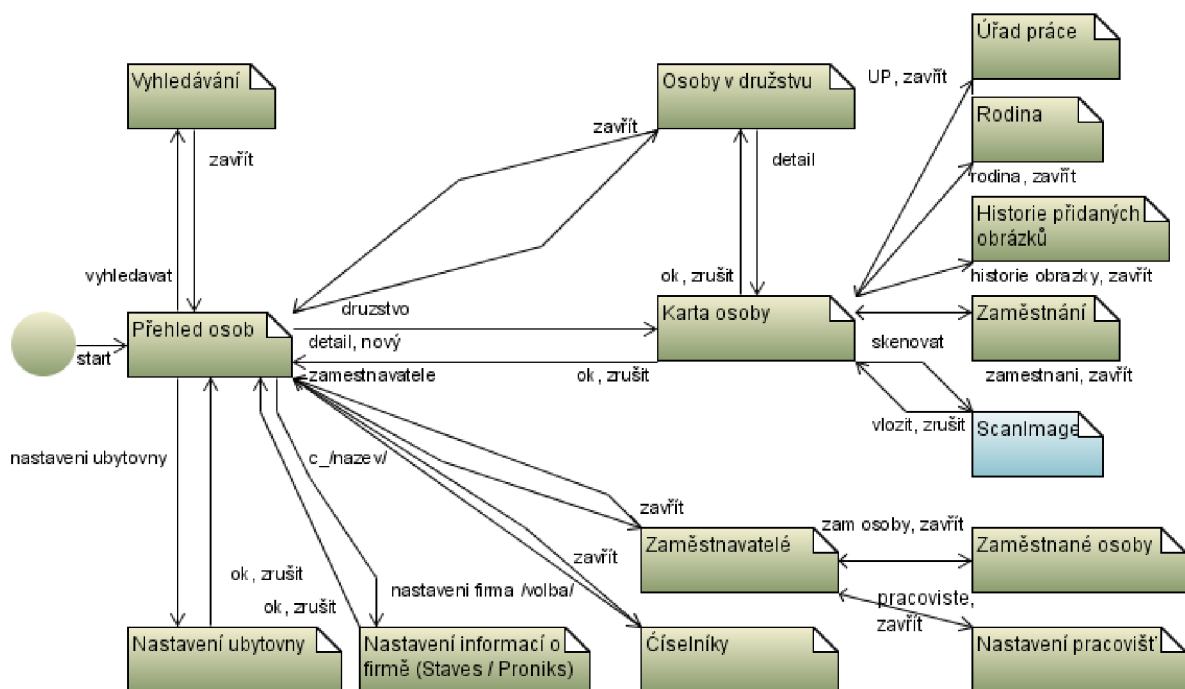 Úřad práce
Vyhledávání
Osoby v družstvu
UP, zavřít
Rodina
zavřít
zavřít
detail
rodina, zavřít
Historie přidaných
obrázků
vyhledavat
ok, zrušit
historie obrazky, zavřít
druzstvo
Přehled osob
Karta osoby
Zaměstnání
start
detail, nový
skenovat
zamestnavatele
ok, zrušit
zamestnani, zavřít
vlozit, zrušit
ScanImage
nastaveni ubytovny
c_/nazev/
zavřít
zam osoby, zavřít
Zaměstnavatelé
Zaměstnané osoby
zavřít
ok, zrušit
nastaveni firma /volba/
pracoviste,
zavřít
ok, zrušit
Nastavení ubytovny
Nastavení informací o
firmě (Staves / Proniks)
Číselníky
Nastavení pracovišť